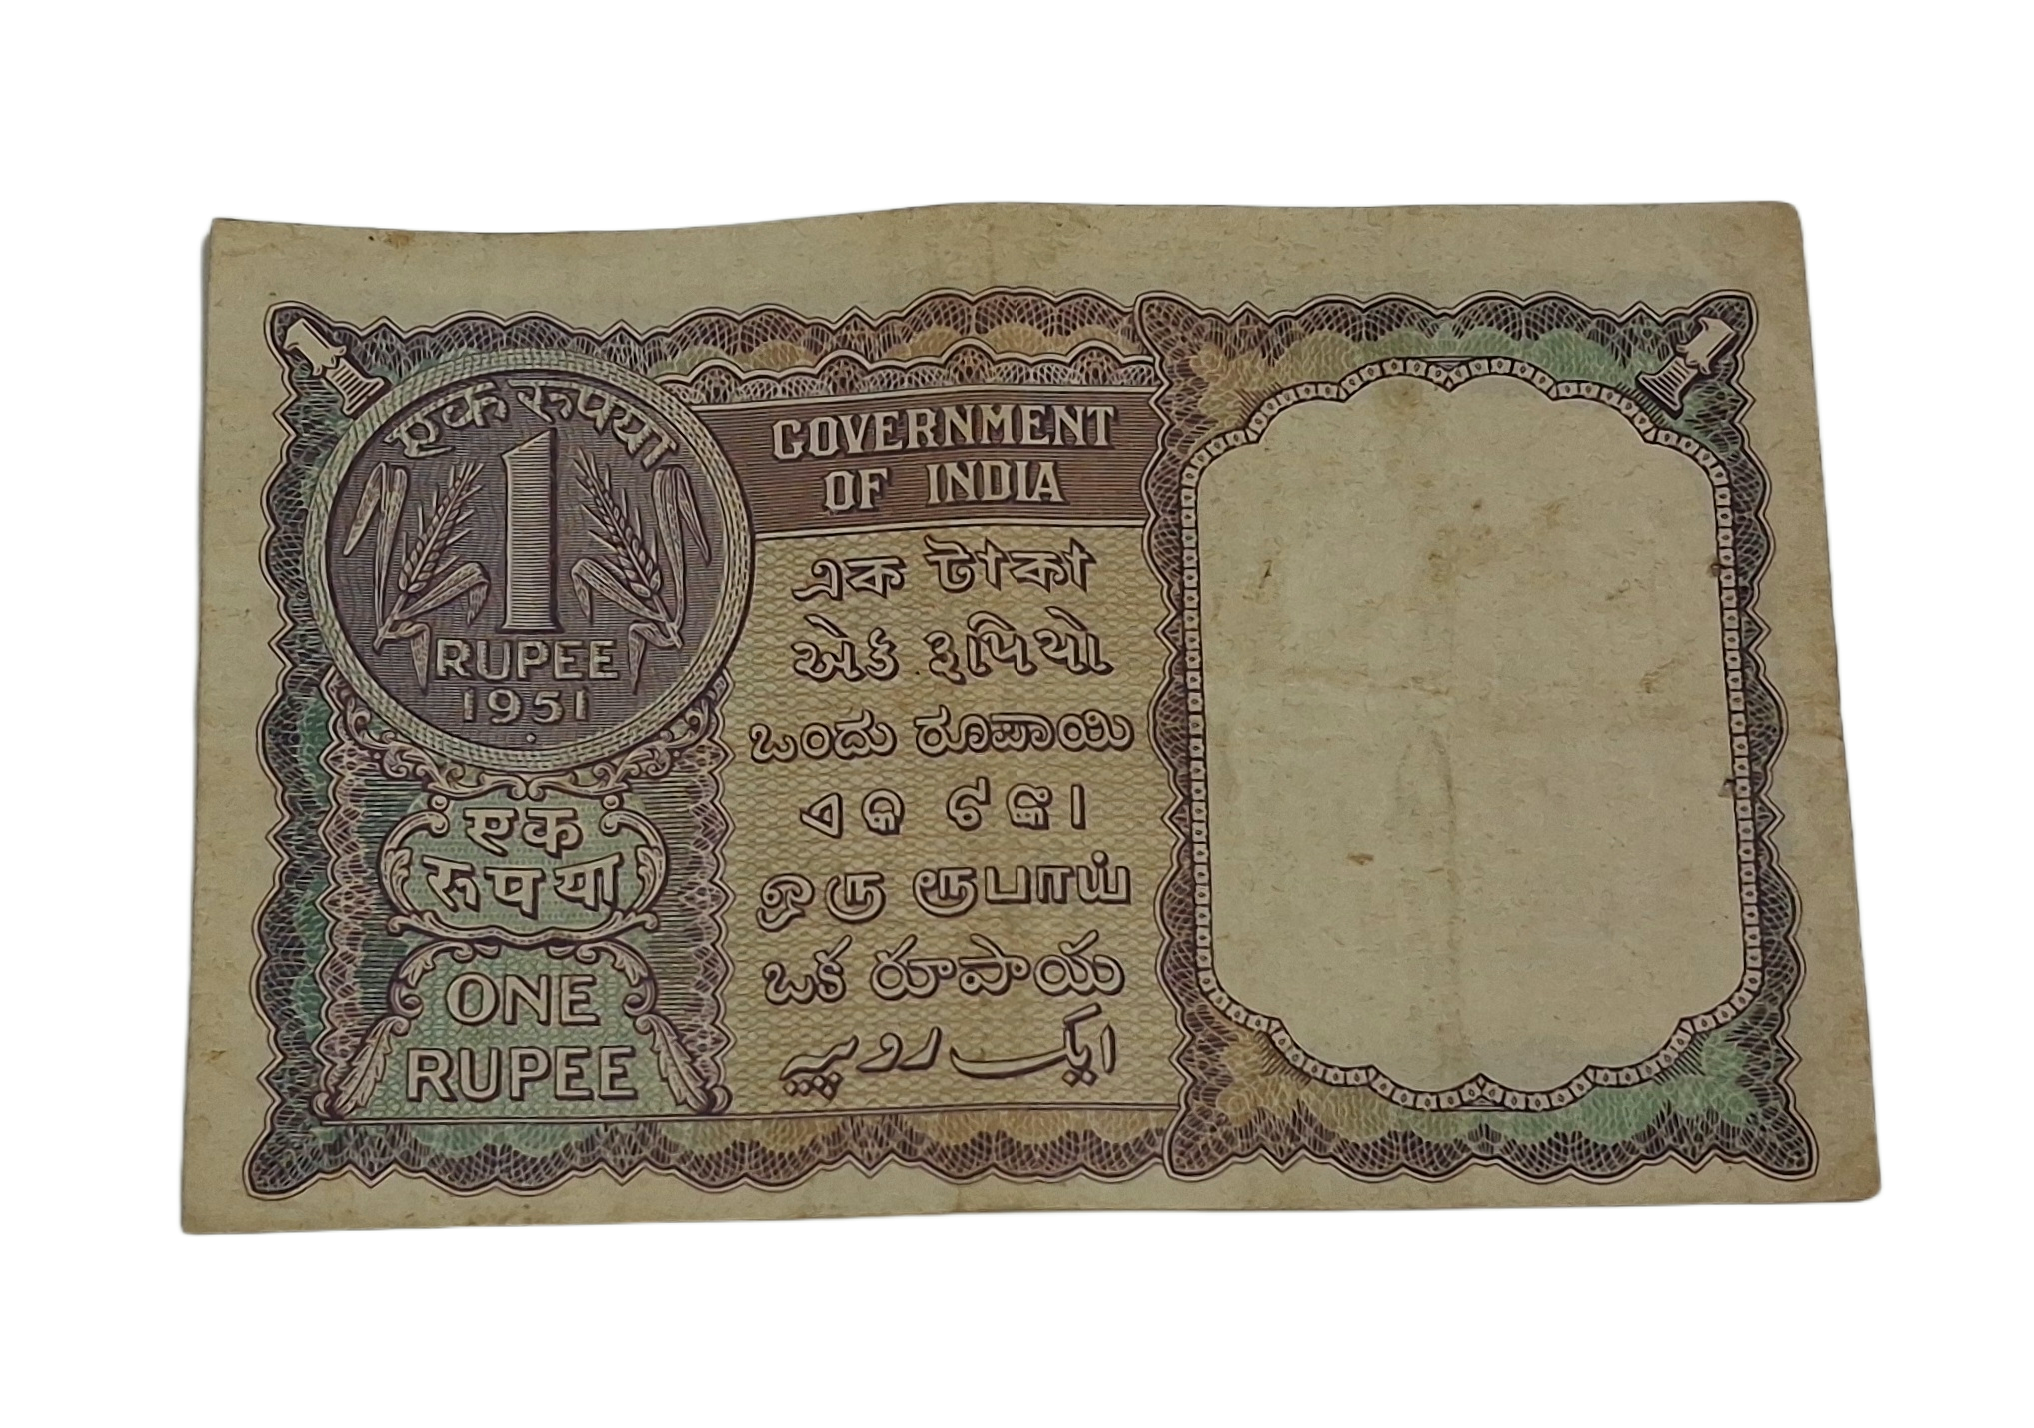 एक रुपया
1
RUPEE
1951
एक
रुपया
ONE
RUPEE
GOVERNMENT
OF INDIA
এক টাকা
એક રૂપિયો
ಒಂದು ರೂಪಾಯಿ
ଏକ ଟଙ୍କା
ஒரு ரூபாய்
ఒక రూపాయ
ایک روپیہ